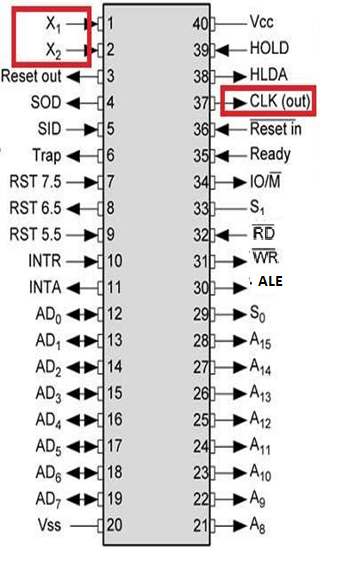 X₁ 1 40 Vcc
X₂ 2 39 HOLD
Reset out 3 38 HLDA
SOD 4 37 CLK (out)
SID 5 36 R̅e̅s̅e̅t̅ ̅i̅n̅
Trap 6 35 Ready
RST 7.5 7 34 IO/M̅
RST 6.5 8 33 S₁
RST 5.5 9 32 R̅D̅
INTR 10 31 W̅R̅
INTA 11 30 ALE
AD₀ 12 29 S₀
AD₁ 13 28 A₁₅
AD₂ 14 27 A₁₄
AD₃ 15 26 A₁₃
AD₄ 16 25 A₁₂
AD₅ 17 24 A₁₁
AD₆ 18 23 A₁₀
AD₇ 19 22 A₉
Vss 20 21 A₈